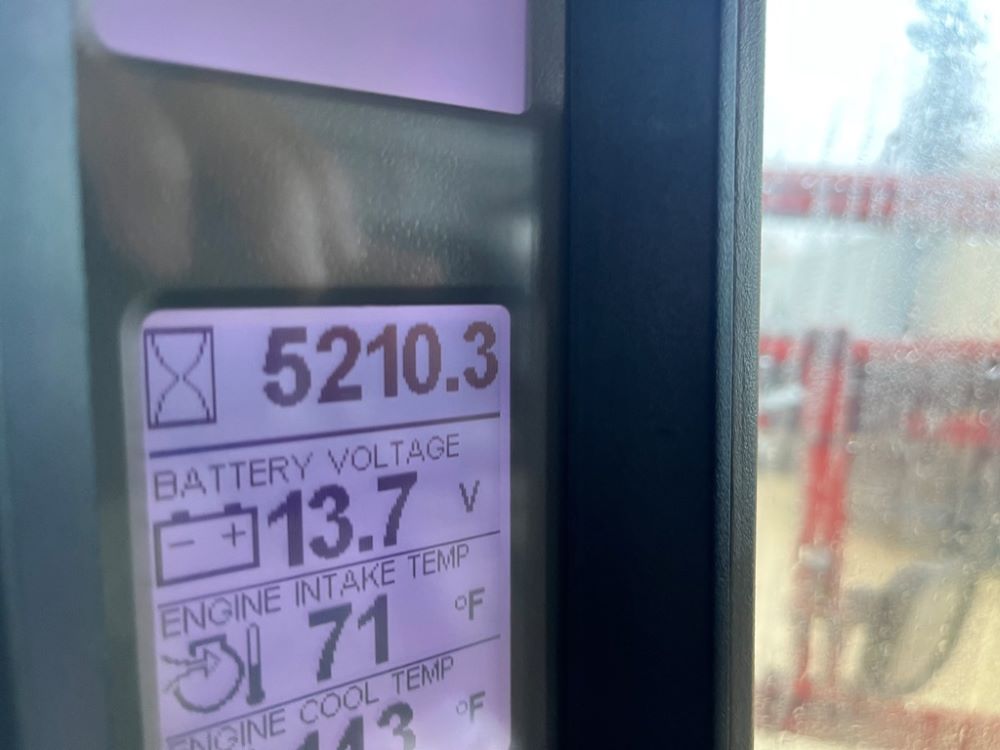 5210.3
BATTERY VOLTAGE
- + 13.7 V
ENGINE INTAKE TEMP
71 °F
ENGINE COOL TEMP
°F